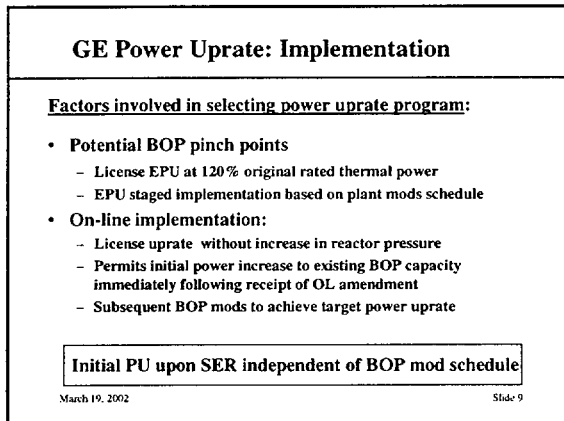 GE Power Uprate: Implementation
Factors involved in selecting power uprate program:
• Potential BOP pinch points
– License EPU at 120% original rated thermal power
– EPU staged implementation based on plant mods schedule
• On-line implementation:
– License uprate without increase in reactor pressure
– Permits initial power increase to existing BOP capacity
immediately following receipt of OL amendment
– Subsequent BOP mods to achieve target power uprate
Initial PU upon SER independent of BOP mod schedule
March 19, 2002 Slide 9